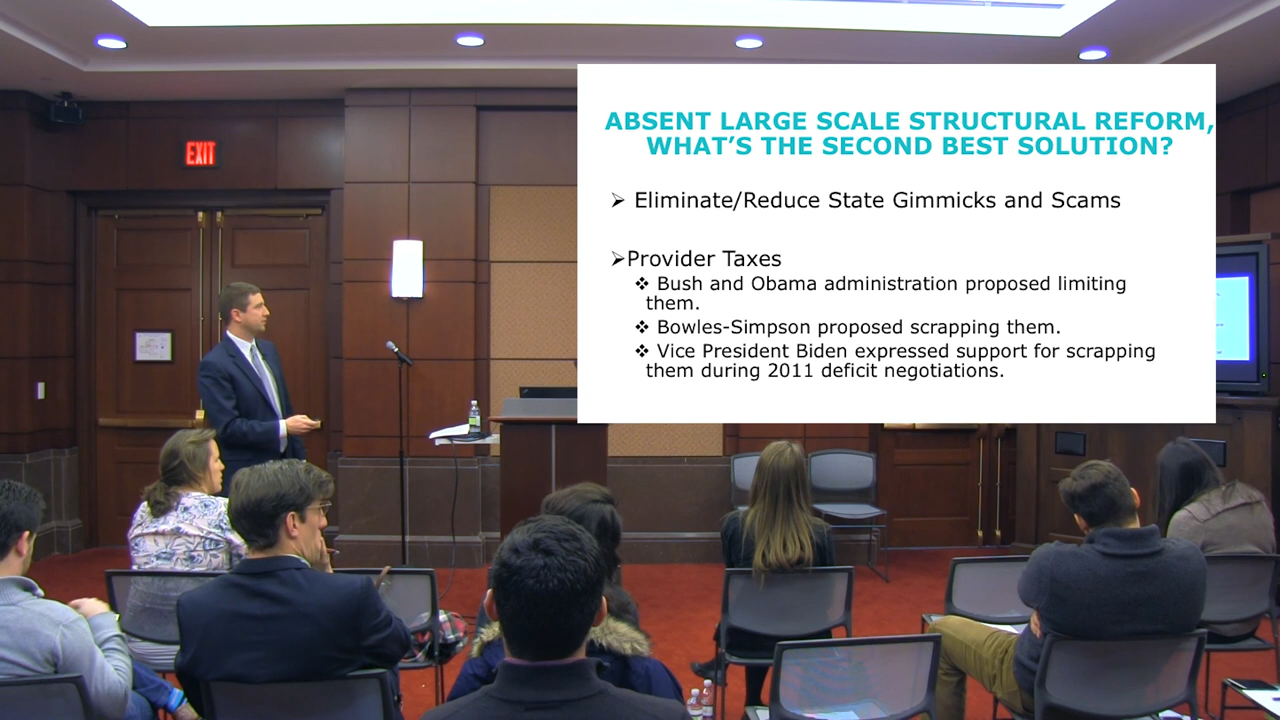 EXIT
ABSENT LARGE SCALE STRUCTURAL REFORM,
WHAT'S THE SECOND BEST SOLUTION?
➢ Eliminate/Reduce State Gimmicks and Scams
➢Provider Taxes
❖ Bush and Obama administration proposed limiting
them.
❖ Bowles-Simpson proposed scrapping them.
❖ Vice President Biden expressed support for scrapping
them during 2011 deficit negotiations.